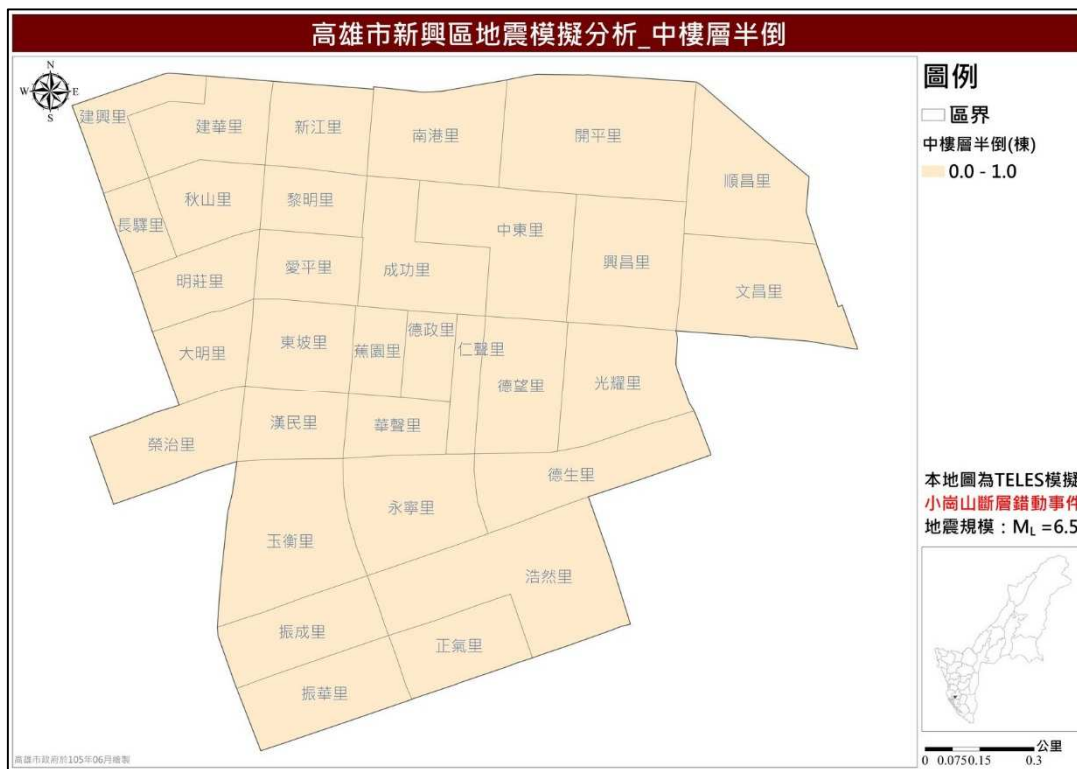 高雄市新興區地震模擬分析_中樓層半倒
N
W E
S
圖例
區界
中樓層半倒(棟)
0.0 - 1.0
建興里
建華里
新江里
南港里
開平里
順昌里
秋山里
黎明里
長驛里
中東里
成功里
興昌里
文昌里
明莊里
愛平里
大明里
東坡里
蕉園里
德政里
仁聲里
德望里
光耀里
榮治里
漢民里
華聲里
德生里
永寧里
玉衡里
浩然里
振成里
正氣里
振華里
本地圖為TELES模擬
小崗山斷層錯動事件
地震規模：ML =6.5
公里
0 0.075 0.15 0.3
高雄市政府於105年06月繪製